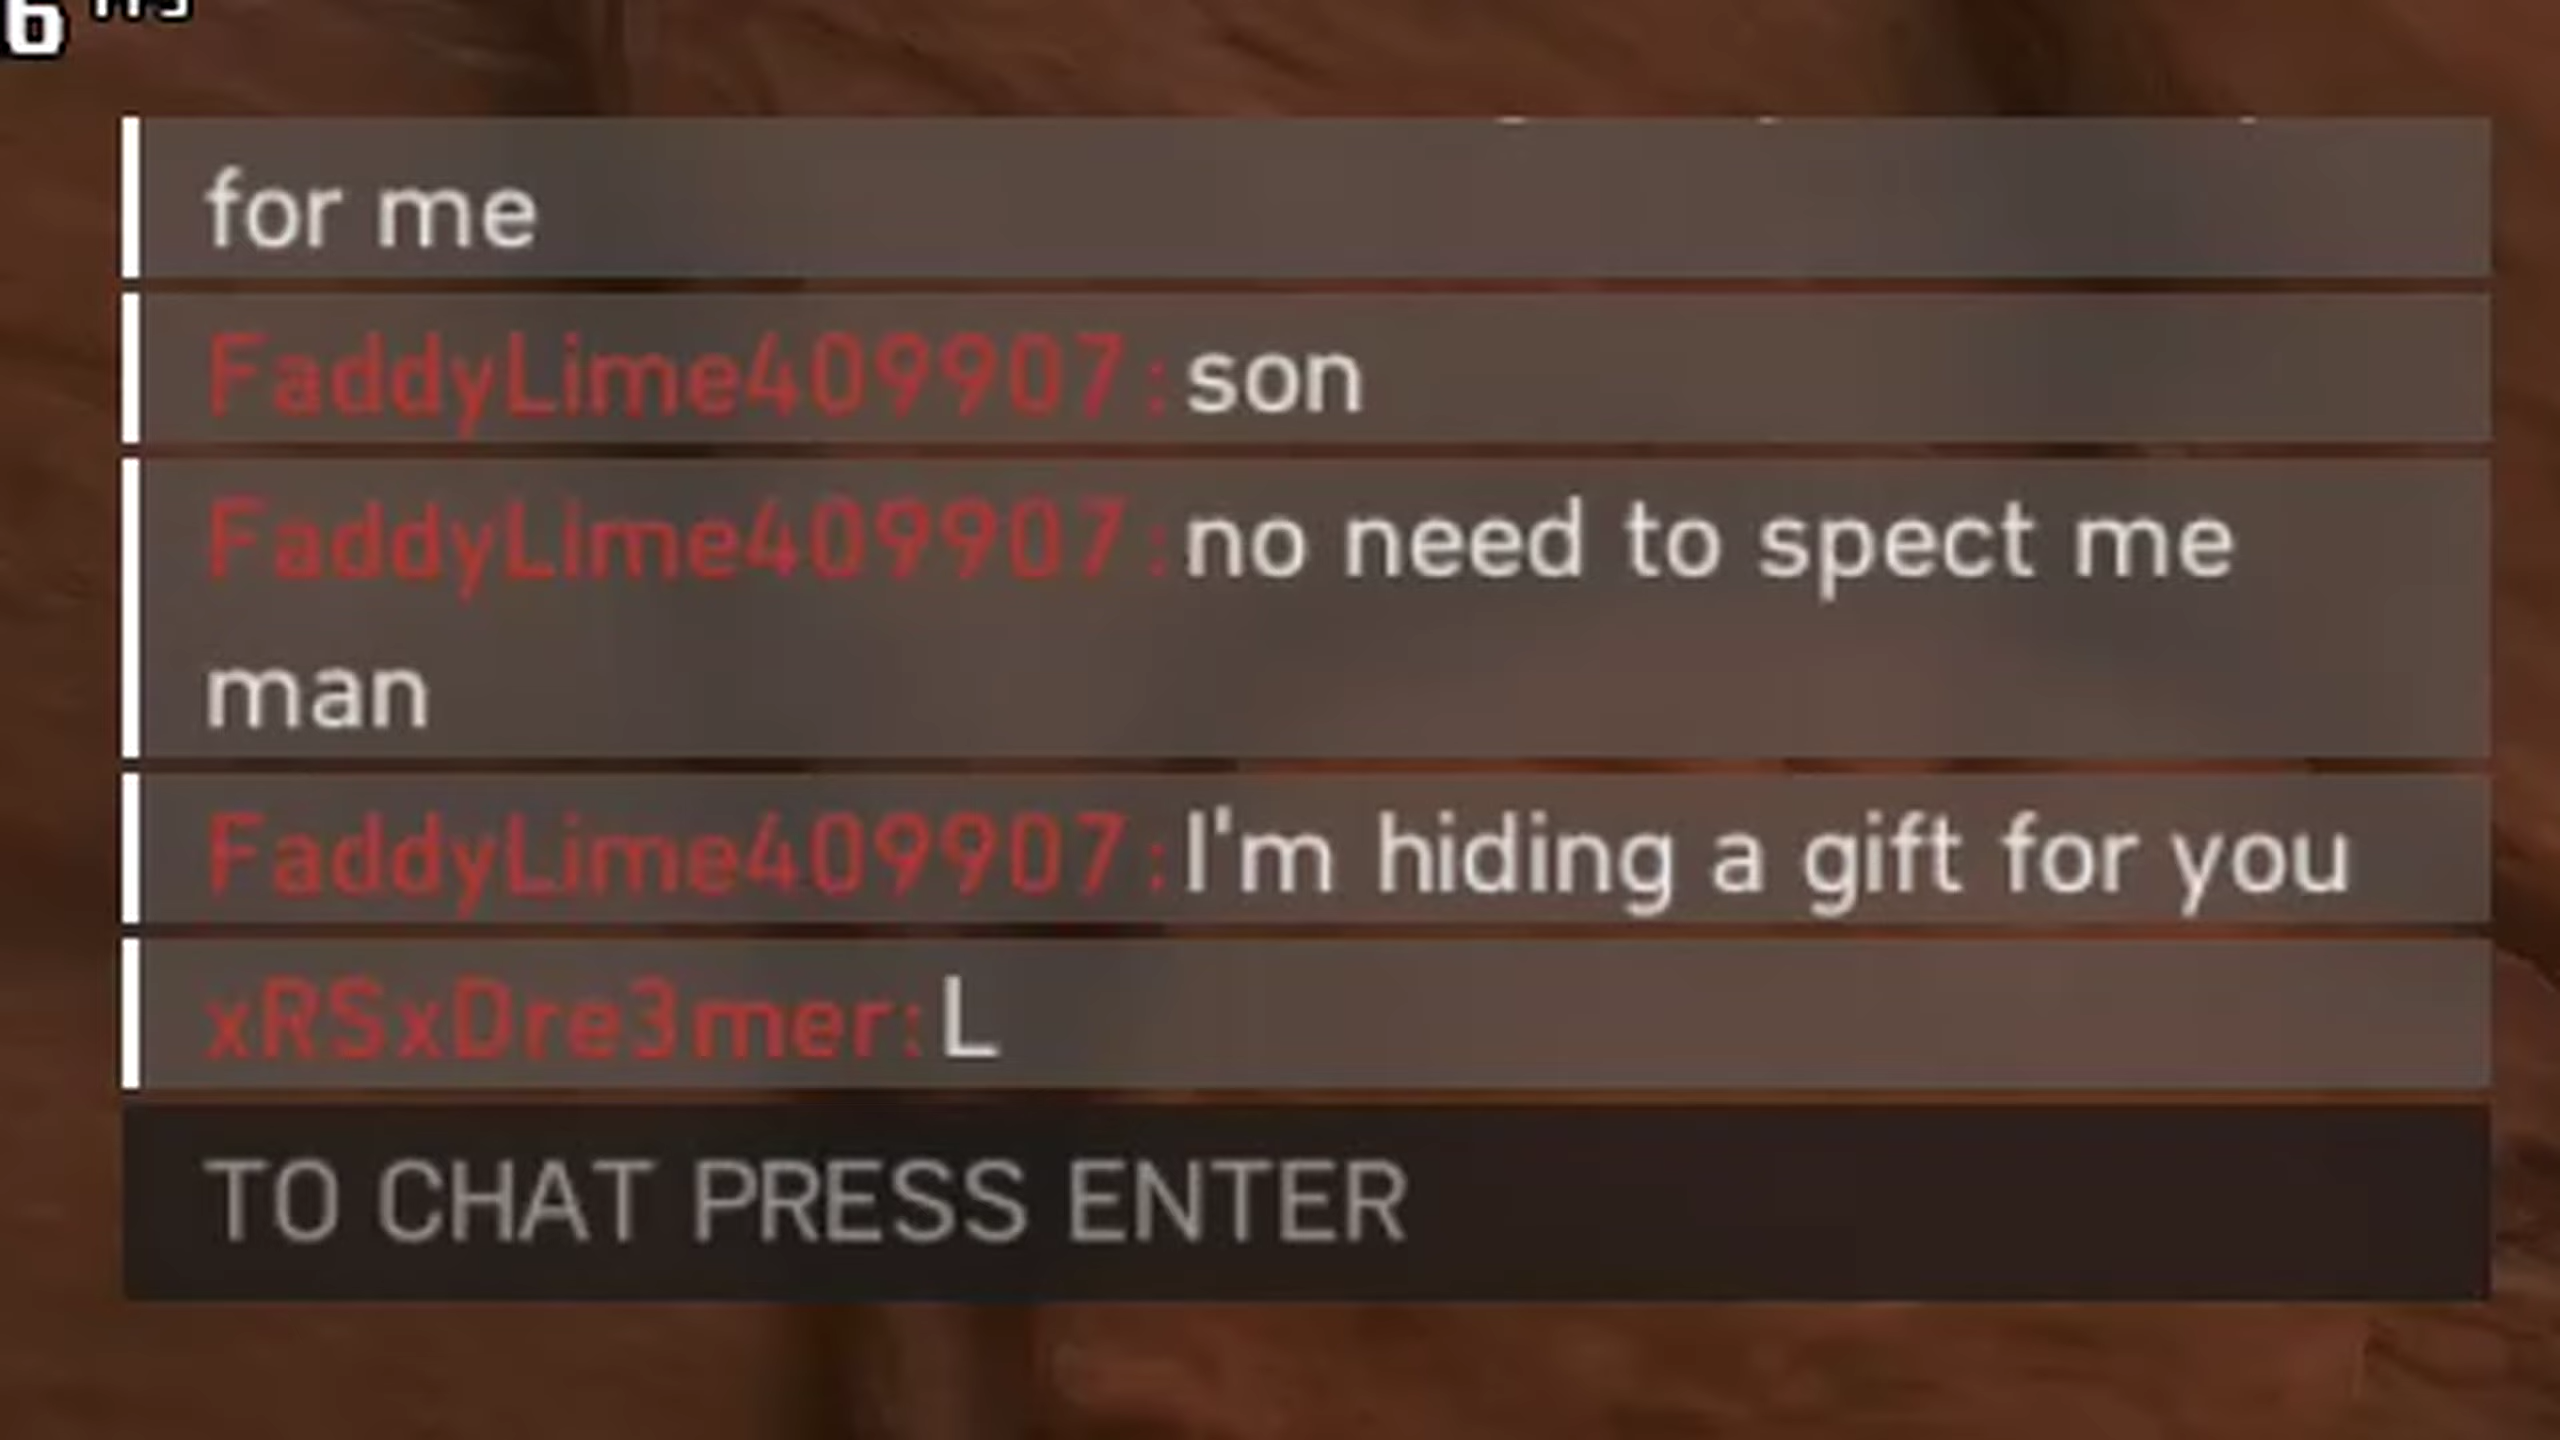 6
for me
FaddyLime409907:son
FaddyLime409907:no need to spect me
man
FaddyLime409907:I'm hiding a gift for you
xRSxDre3mer:L
TO CHAT PRESS ENTER